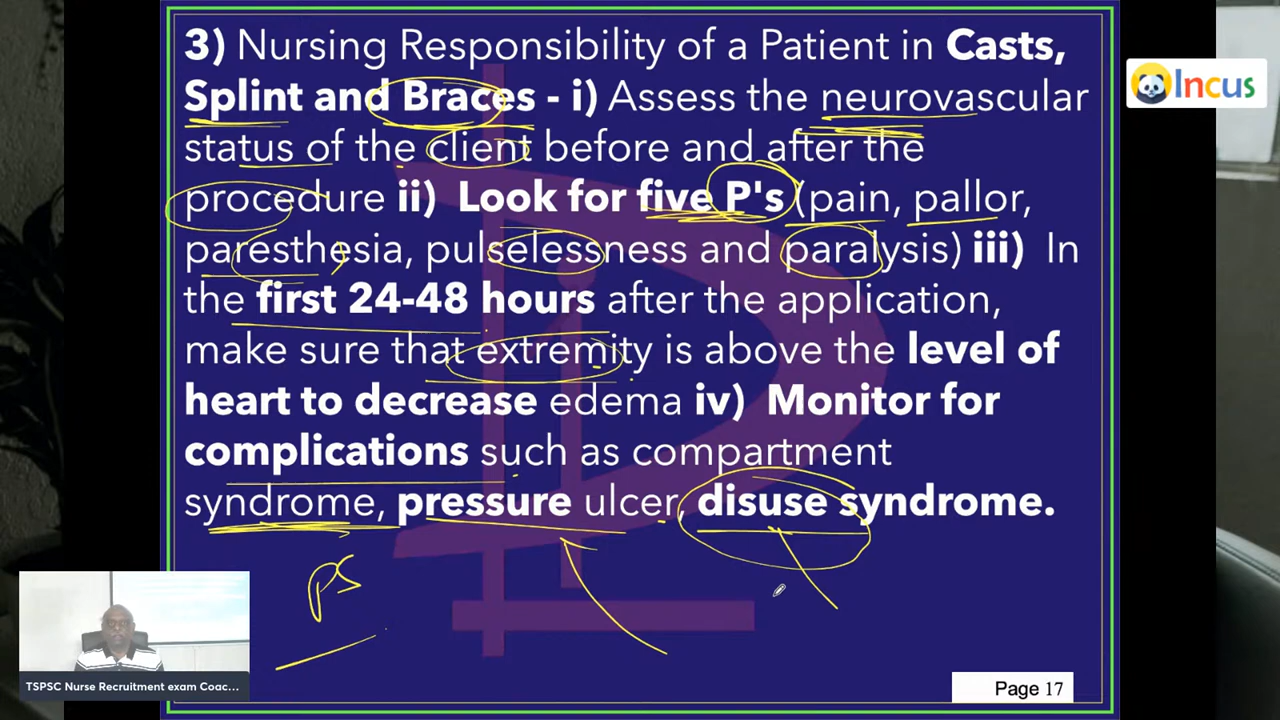 3) Nursing Responsibility of a Patient in Casts,
Splint and Braces - i) Assess the neurovascular
status of the client before and after the
procedure ii) Look for five P's (pain, pallor,
paresthesia, pulselessness and paralysis) iii) In
the first 24-48 hours after the application,
make sure that extremity is above the level of
heart to decrease edema iv) Monitor for
complications such as compartment
syndrome, pressure ulcer, disuse syndrome.
Incus
TSPSC Nurse Recruitment exam Coac...
Page 17